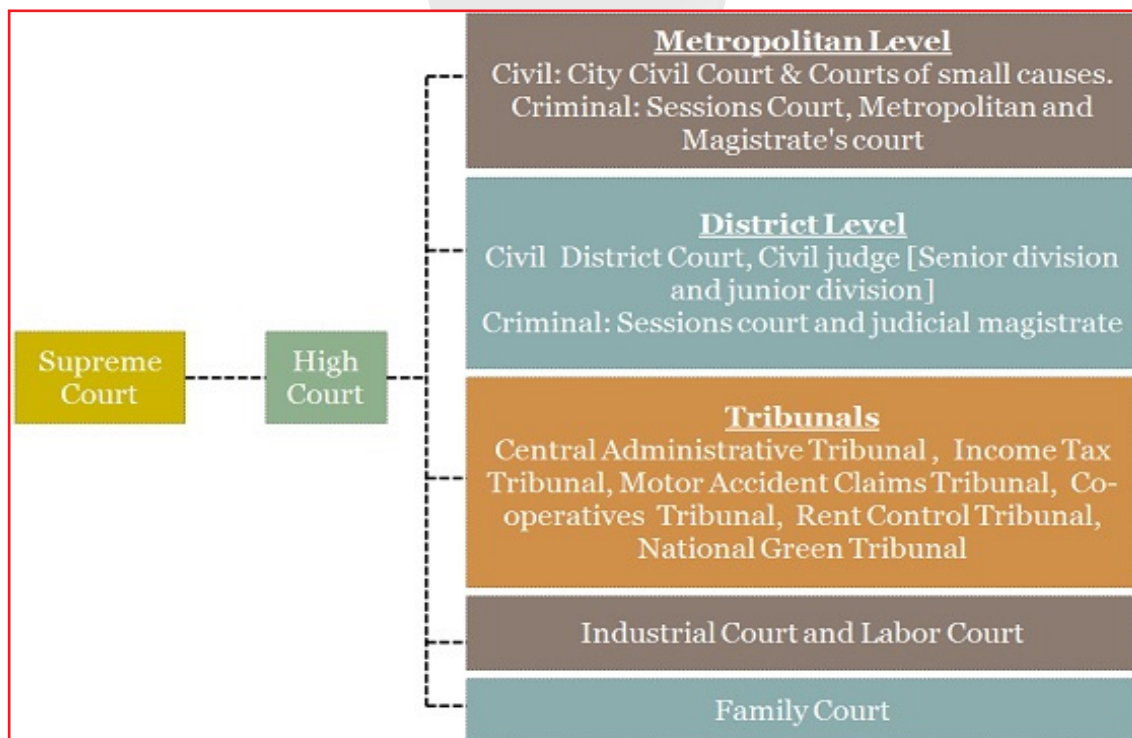 Metropolitan Level
Civil: City Civil Court & Courts of small causes.
Criminal: Sessions Court, Metropolitan and
Magistrate's court
District Level
Civil District Court, Civil judge [Senior division
and junior division]
Criminal: Sessions court and judicial magistrate
Supreme
Court
High
Court
Tribunals
Central Administrative Tribunal , Income Tax
Tribunal, Motor Accident Claims Tribunal, Co-
operatives Tribunal, Rent Control Tribunal,
National Green Tribunal
Industrial Court and Labor Court
Family Court